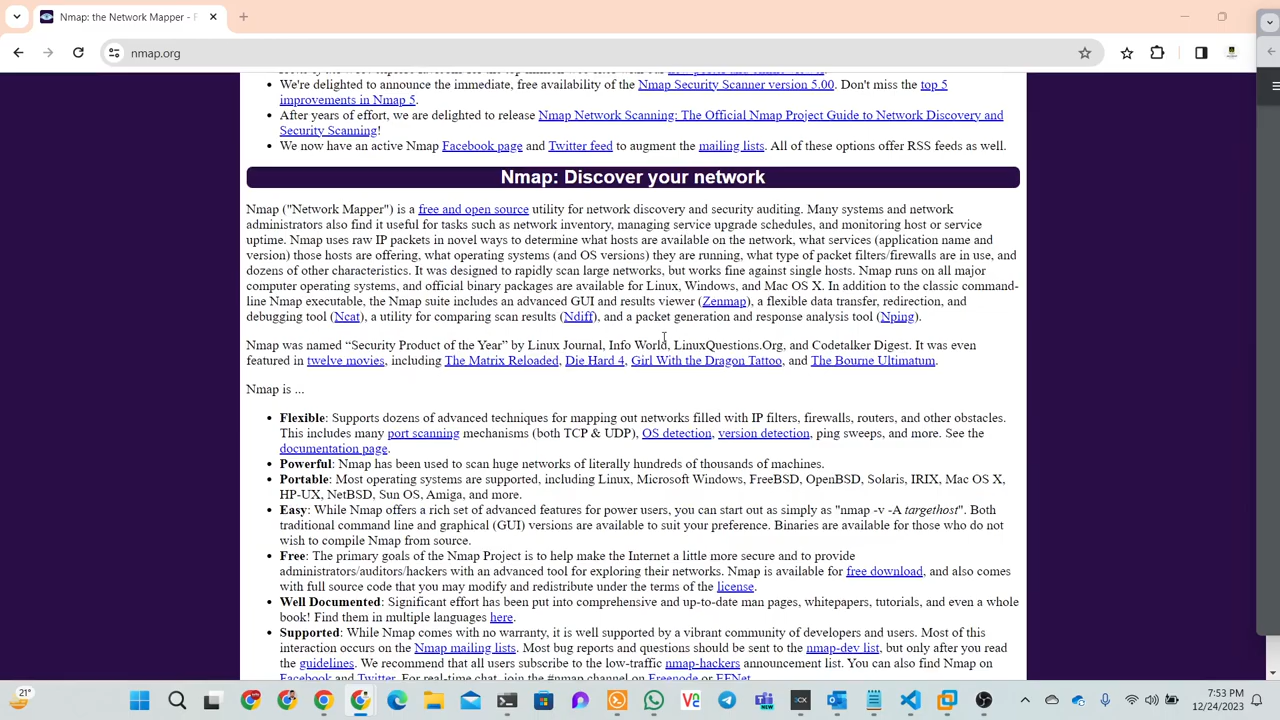 Nmap: the Network Mapper - F
nmap.org
We're delighted to announce the immediate, free availability of the Nmap Security Scanner version 5.00. Don't miss the top 5
improvements in Nmap 5.
After years of effort, we are delighted to release Nmap Network Scanning: The Official Nmap Project Guide to Network Discovery and
Security Scanning!
We now have an active Nmap Facebook page and Twitter feed to augment the mailing lists. All of these options offer RSS feeds as well.
Nmap: Discover your network
Nmap ("Network Mapper") is a free and open source utility for network discovery and security auditing. Many systems and network
administrators also find it useful for tasks such as network inventory, managing service upgrade schedules, and monitoring host or service
uptime. Nmap uses raw IP packets in novel ways to determine what hosts are available on the network, what services (application name and
version) those hosts are offering, what operating systems (and OS versions) they are running, what type of packet filters/firewalls are in use, and
dozens of other characteristics. It was designed to rapidly scan large networks, but works fine against single hosts. Nmap runs on all major
computer operating systems, and official binary packages are available for Linux, Windows, and Mac OS X. In addition to the classic command-
line Nmap executable, the Nmap suite includes an advanced GUI and results viewer (Zenmap), a flexible data transfer, redirection, and
debugging tool (Ncat), a utility for comparing scan results (Ndiff), and a packet generation and response analysis tool (Nping).
Nmap was named “Security Product of the Year” by Linux Journal, Info World, LinuxQuestions.Org, and Codetalker Digest. It was even
featured in twelve movies, including The Matrix Reloaded, Die Hard 4, Girl With the Dragon Tattoo, and The Bourne Ultimatum.
Nmap is ...
Flexible: Supports dozens of advanced techniques for mapping out networks filled with IP filters, firewalls, routers, and other obstacles.
This includes many port scanning mechanisms (both TCP & UDP), OS detection, version detection, ping sweeps, and more. See the
documentation page.
Powerful: Nmap has been used to scan huge networks of literally hundreds of thousands of machines.
Portable: Most operating systems are supported, including Linux, Microsoft Windows, FreeBSD, OpenBSD, Solaris, IRIX, Mac OS X,
HP-UX, NetBSD, Sun OS, Amiga, and more.
Easy: While Nmap offers a rich set of advanced features for power users, you can start out as simply as "nmap -v -A targethost". Both
traditional command line and graphical (GUI) versions are available to suit your preference. Binaries are available for those who do not
wish to compile Nmap from source.
Free: The primary goals of the Nmap Project is to help make the Internet a little more secure and to provide
administrators/auditors/hackers with an advanced tool for exploring their networks. Nmap is available for free download, and also comes
with full source code that you may modify and redistribute under the terms of the license.
Well Documented: Significant effort has been put into comprehensive and up-to-date man pages, whitepapers, tutorials, and even a whole
book! Find them in multiple languages here.
Supported: While Nmap comes with no warranty, it is well supported by a vibrant community of developers and users. Most of this
interaction occurs on the Nmap mailing lists. Most bug reports and questions should be sent to the nmap-dev list, but only after you read
the guidelines. We recommend that all users subscribe to the low-traffic nmap-hackers announcement list. You can also find Nmap on
Facebook and Twitter. For real-time chat, join the #nmap channel on Freenode or EFNet.
21°
7:53 PM
12/24/2023